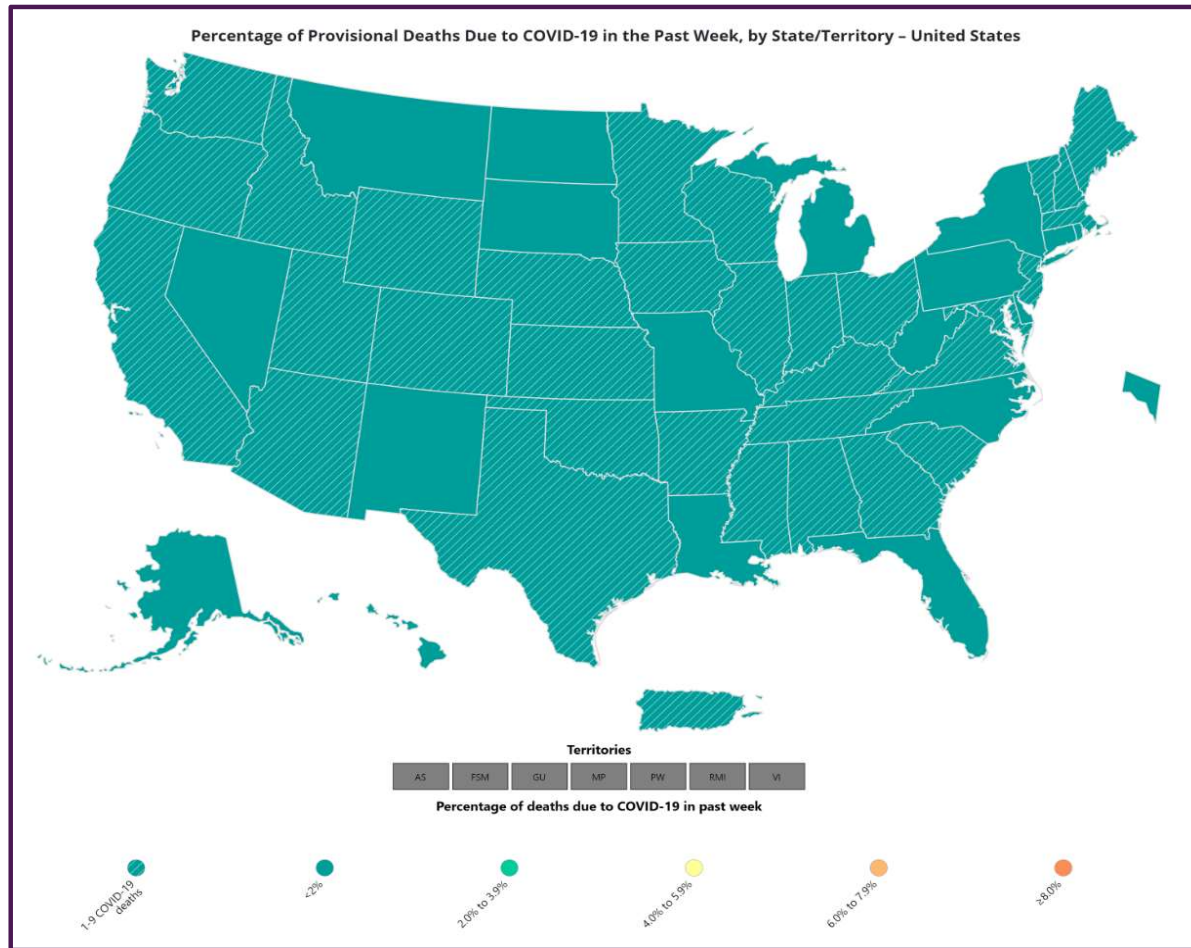 Percentage of Provisional Deaths Due to COVID-19 in the Past Week, by State/Territory – United States
Territories
AS FSM GU MP PW RMI VI
Percentage of deaths due to COVID-19 in past week
1-9 COVID-19
deaths
<2%
2.0% to 3.9%
4.0% to 5.9%
6.0% to 7.9%
≥8.0%